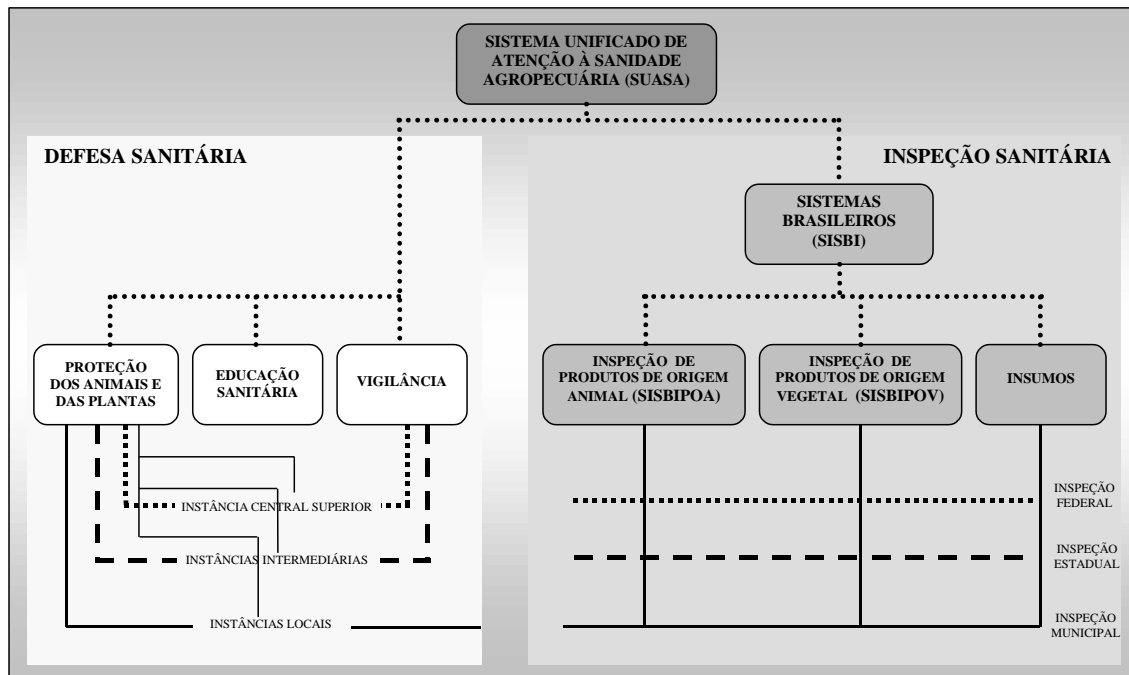 SISTEMA UNIFICADO DE
ATENÇÃO À SANIDADE
AGROPECUÁRIA (SUASA)
DEFESA SANITÁRIA
INSPEÇÃO SANITÁRIA
SISTEMAS
BRASILEIROS
(SISBI)
PROTEÇÃO
DOS ANIMAIS E
DAS PLANTAS
EDUCAÇÃO
SANITÁRIA
VIGILÂNCIA
INSPEÇÃO DE
PRODUTOS DE ORIGEM
ANIMAL (SISBIPOA)
INSPEÇÃO DE
PRODUTOS DE ORIGEM
VEGETAL (SISBIPOV)
INSUMOS
INSTÂNCIA CENTRAL SUPERIOR
INSTÂNCIAS INTERMEDIÁRIAS
INSTÂNCIAS LOCAIS
INSPEÇÃO
FEDERAL
INSPEÇÃO
ESTADUAL
INSPEÇÃO
MUNICIPAL